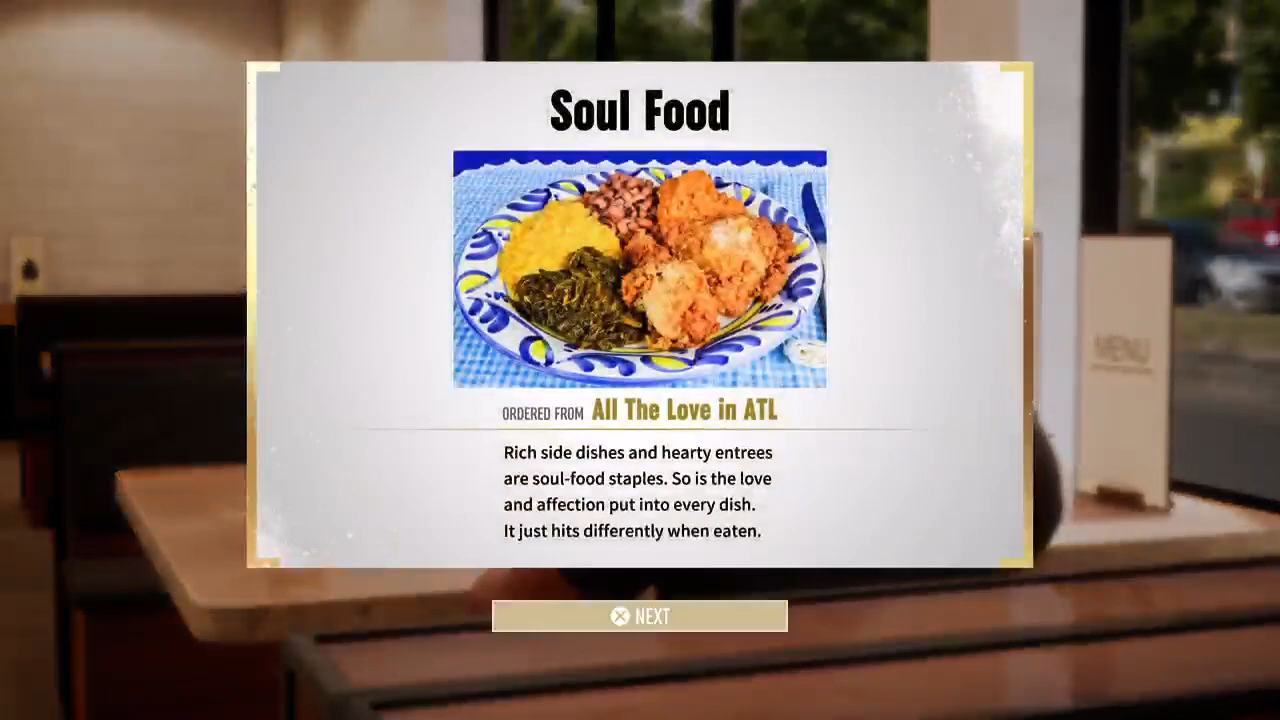 Soul Food
ORDERED FROM All The Love in ATL
Rich side dishes and hearty entrees
are soul-food staples. So is the love
and affection put into every dish.
It just hits differently when eaten.
MENU
NEXT